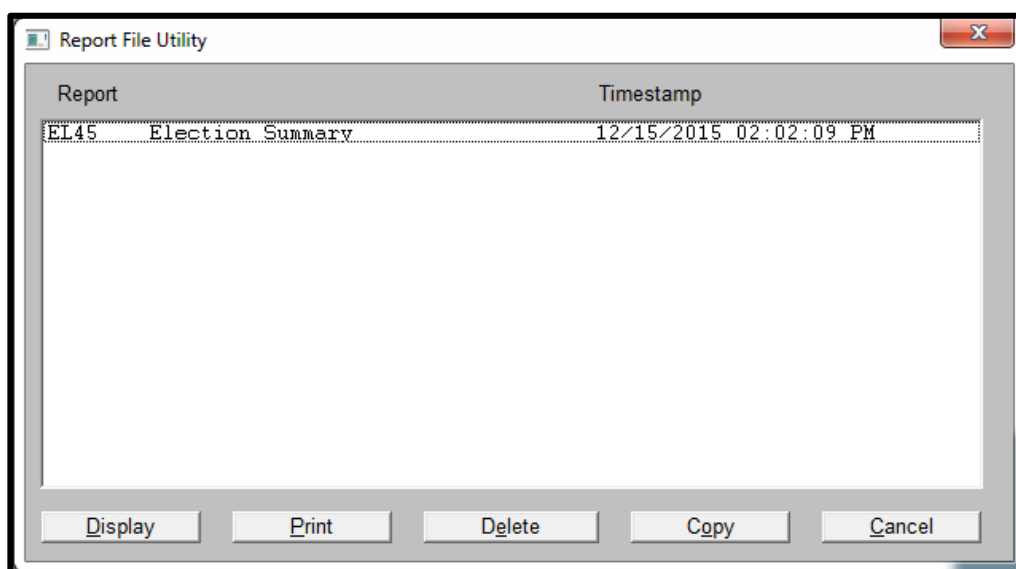 Report File Utility
Report Timestamp
EL45 Election Summary 12/15/2015 02:02:09 PM
Display Print Delete Copy Cancel